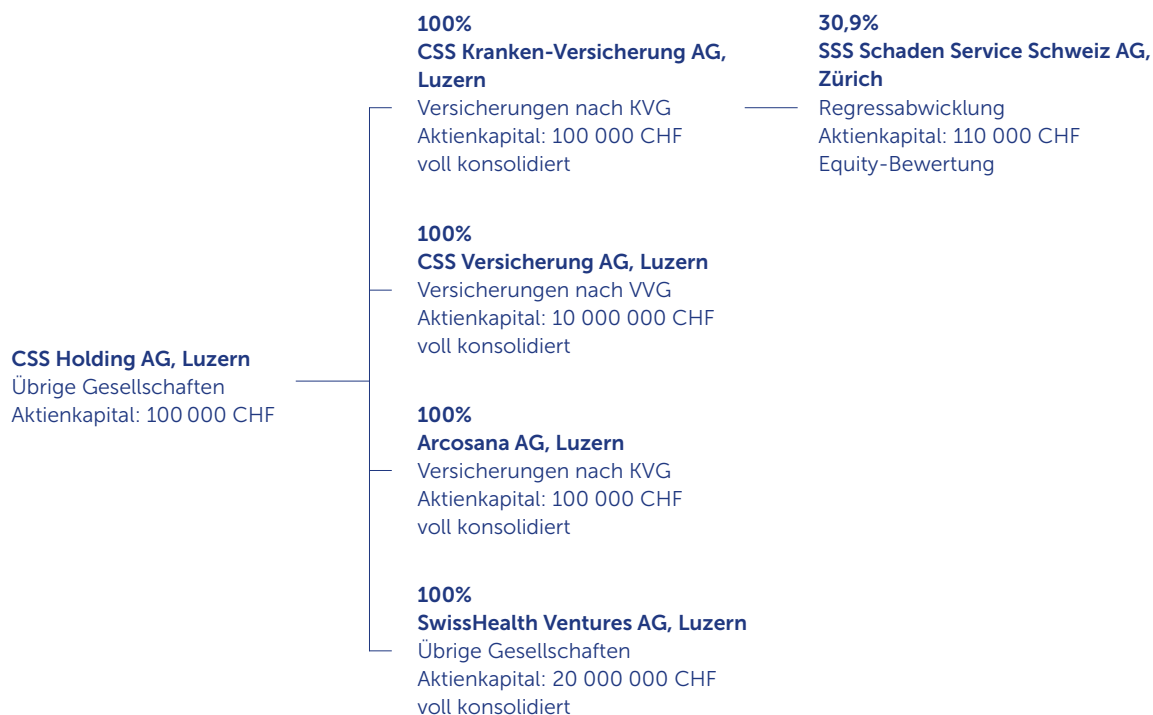 100%
CSS Kranken-Versicherung AG,
Luzern
Versicherungen nach KVG
Aktienkapital: 100 000 CHF
voll konsolidiert
30,9%
SSS Schaden Service Schweiz AG,
Zürich
Regressabwicklung
Aktienkapital: 110 000 CHF
Equity-Bewertung
100%
CSS Versicherung AG, Luzern
Versicherungen nach VVG
Aktienkapital: 10 000 000 CHF
voll konsolidiert
CSS Holding AG, Luzern
Übrige Gesellschaften
Aktienkapital: 100 000 CHF
100%
Arcosana AG, Luzern
Versicherungen nach KVG
Aktienkapital: 100 000 CHF
voll konsolidiert
100%
SwissHealth Ventures AG, Luzern
Übrige Gesellschaften
Aktienkapital: 20 000 000 CHF
voll konsolidiert